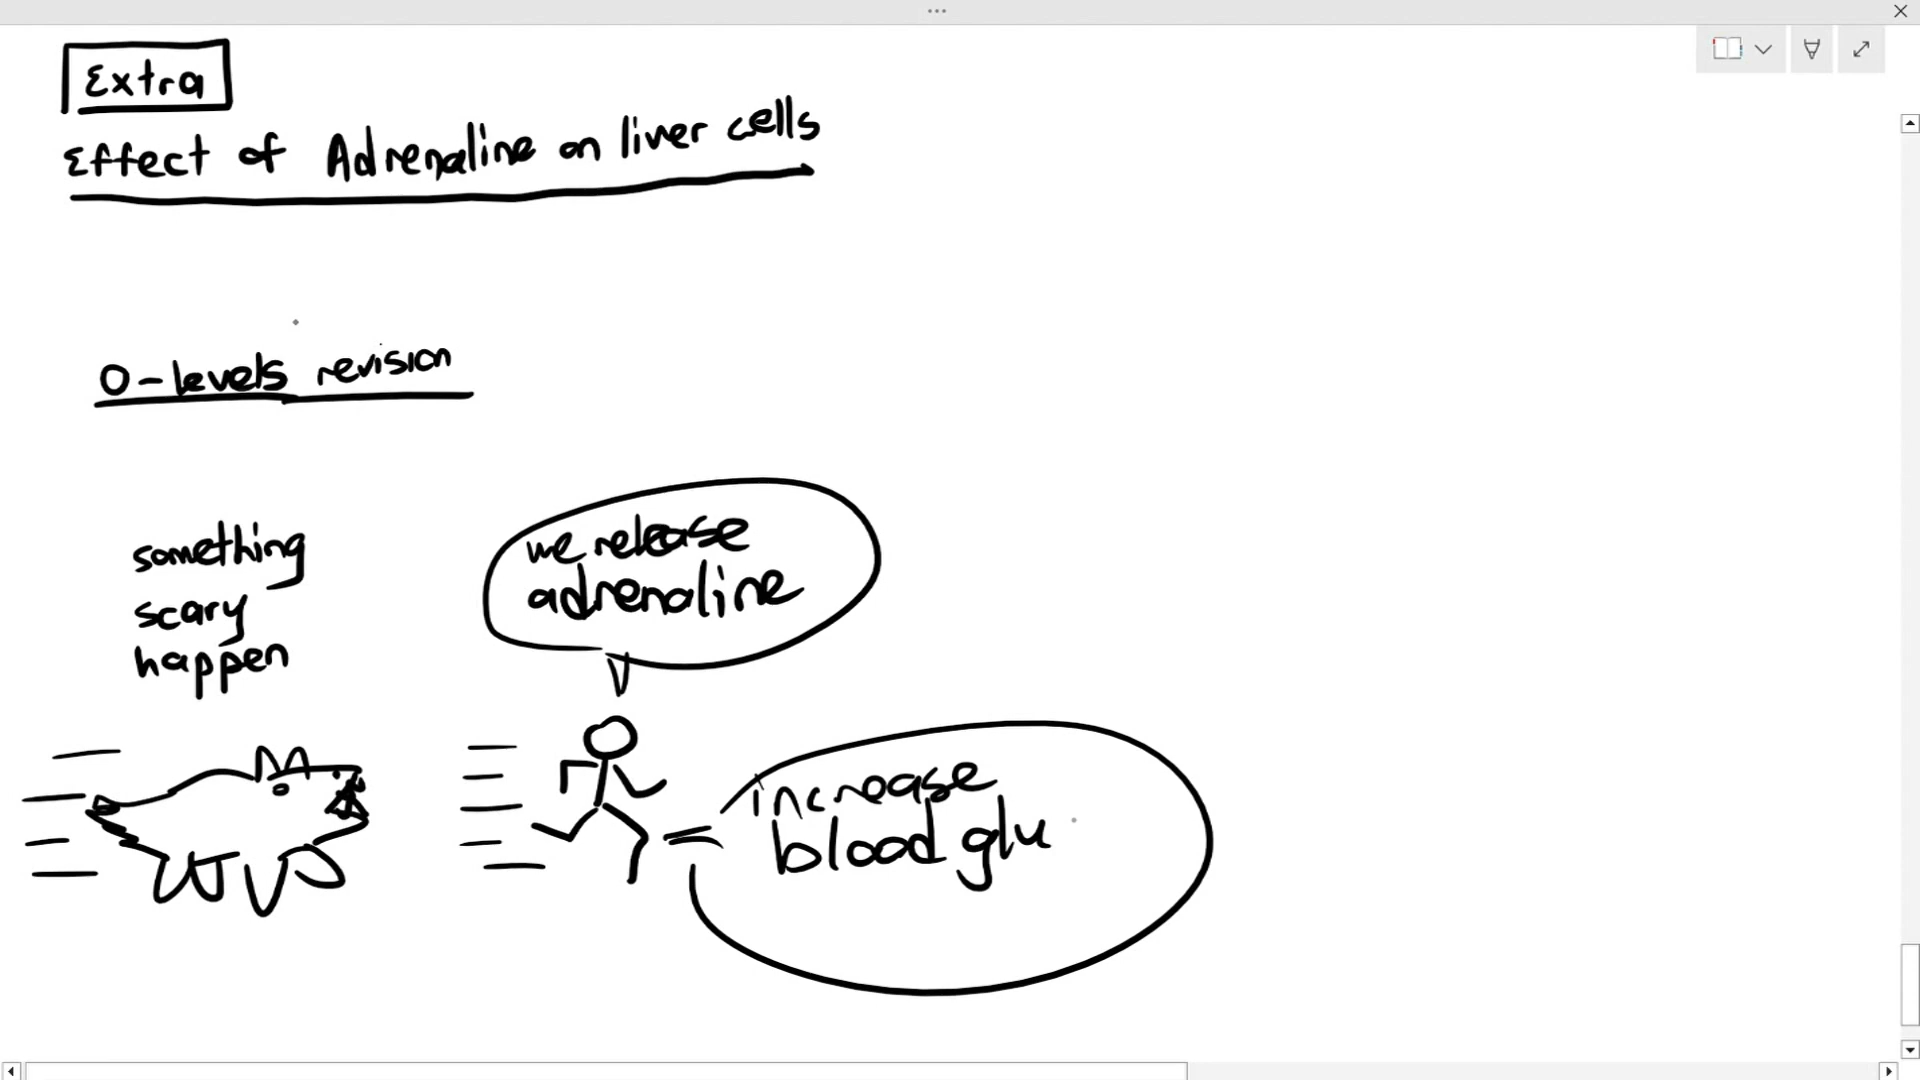 Extra
Effect of Adrenaline on liver cells
O-levels revision
something
scary
happen
we release
adrenaline
increase
blood glu